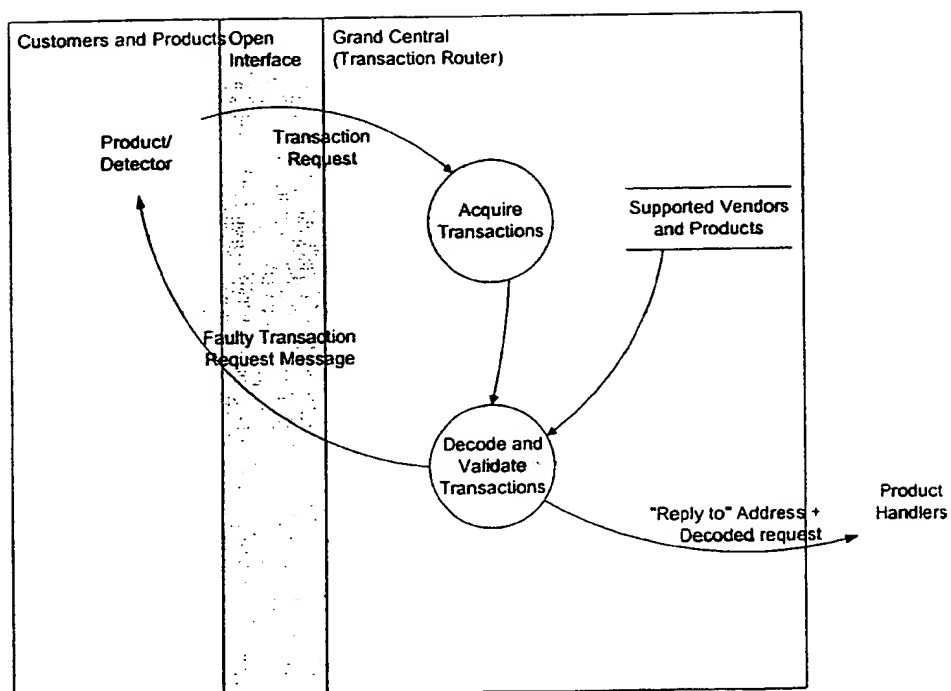 Customers and Products
Open
Interface
Grand Central
(Transaction Router)
Product/
Detector
Transaction
Request
Acquire
Transactions
Supported Vendors
and Products
Faulty Transaction
Request Message
Decode and
Validate
Transactions
"Reply to" Address +
Decoded request
Product
Handlers